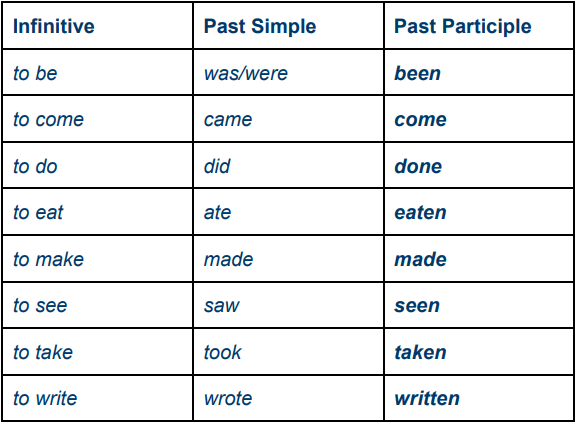 Infinitive Past Simple Past Participle
to be was/were been
to come came come
to do did done
to eat ate eaten
to make made made
to see saw seen
to take took taken
to write wrote written